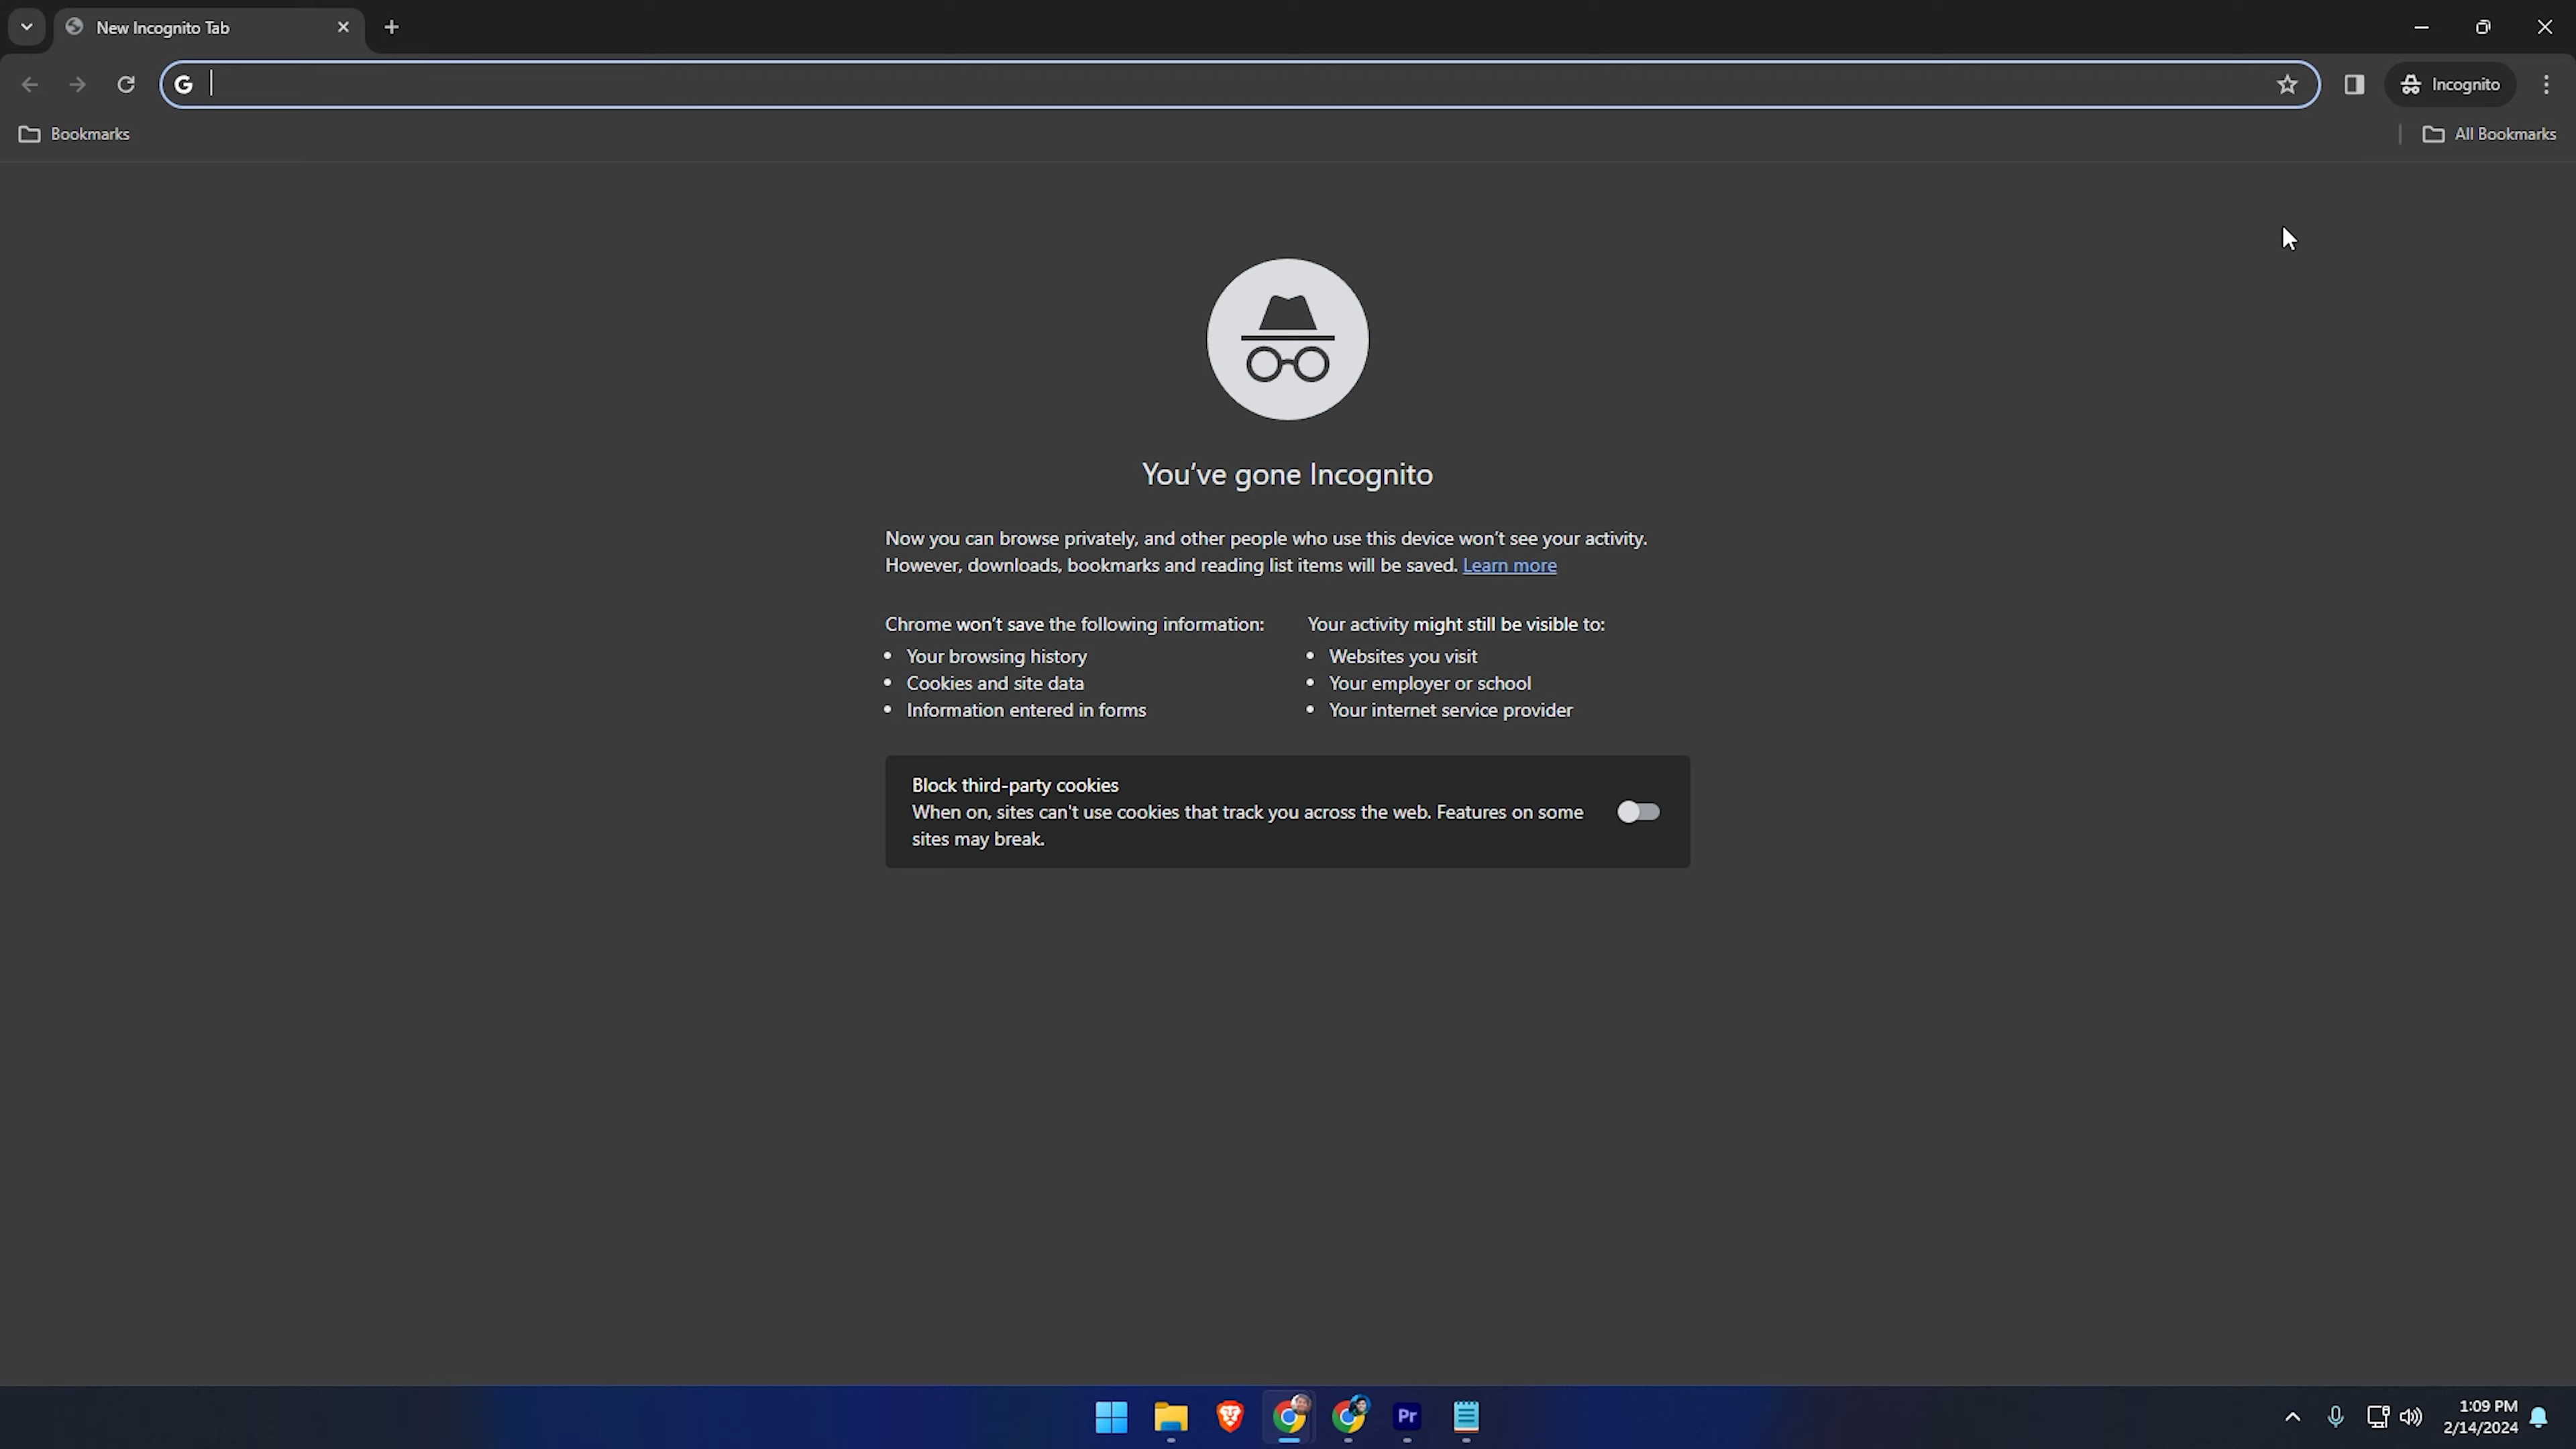 New Incognito Tab
Incognito
Bookmarks
All Bookmarks
You've gone Incognito
Now you can browse privately, and other people who use this device won't see your activity.
However, downloads, bookmarks and reading list items will be saved. Learn more
Chrome won't save the following information:
Your browsing history
Cookies and site data
Information entered in forms
Your activity might still be visible to:
Websites you visit
Your employer or school
Your internet service provider
Block third-party cookies
When on, sites can't use cookies that track you across the web. Features on some
sites may break.
Pr
1:09 PM
2/14/2024